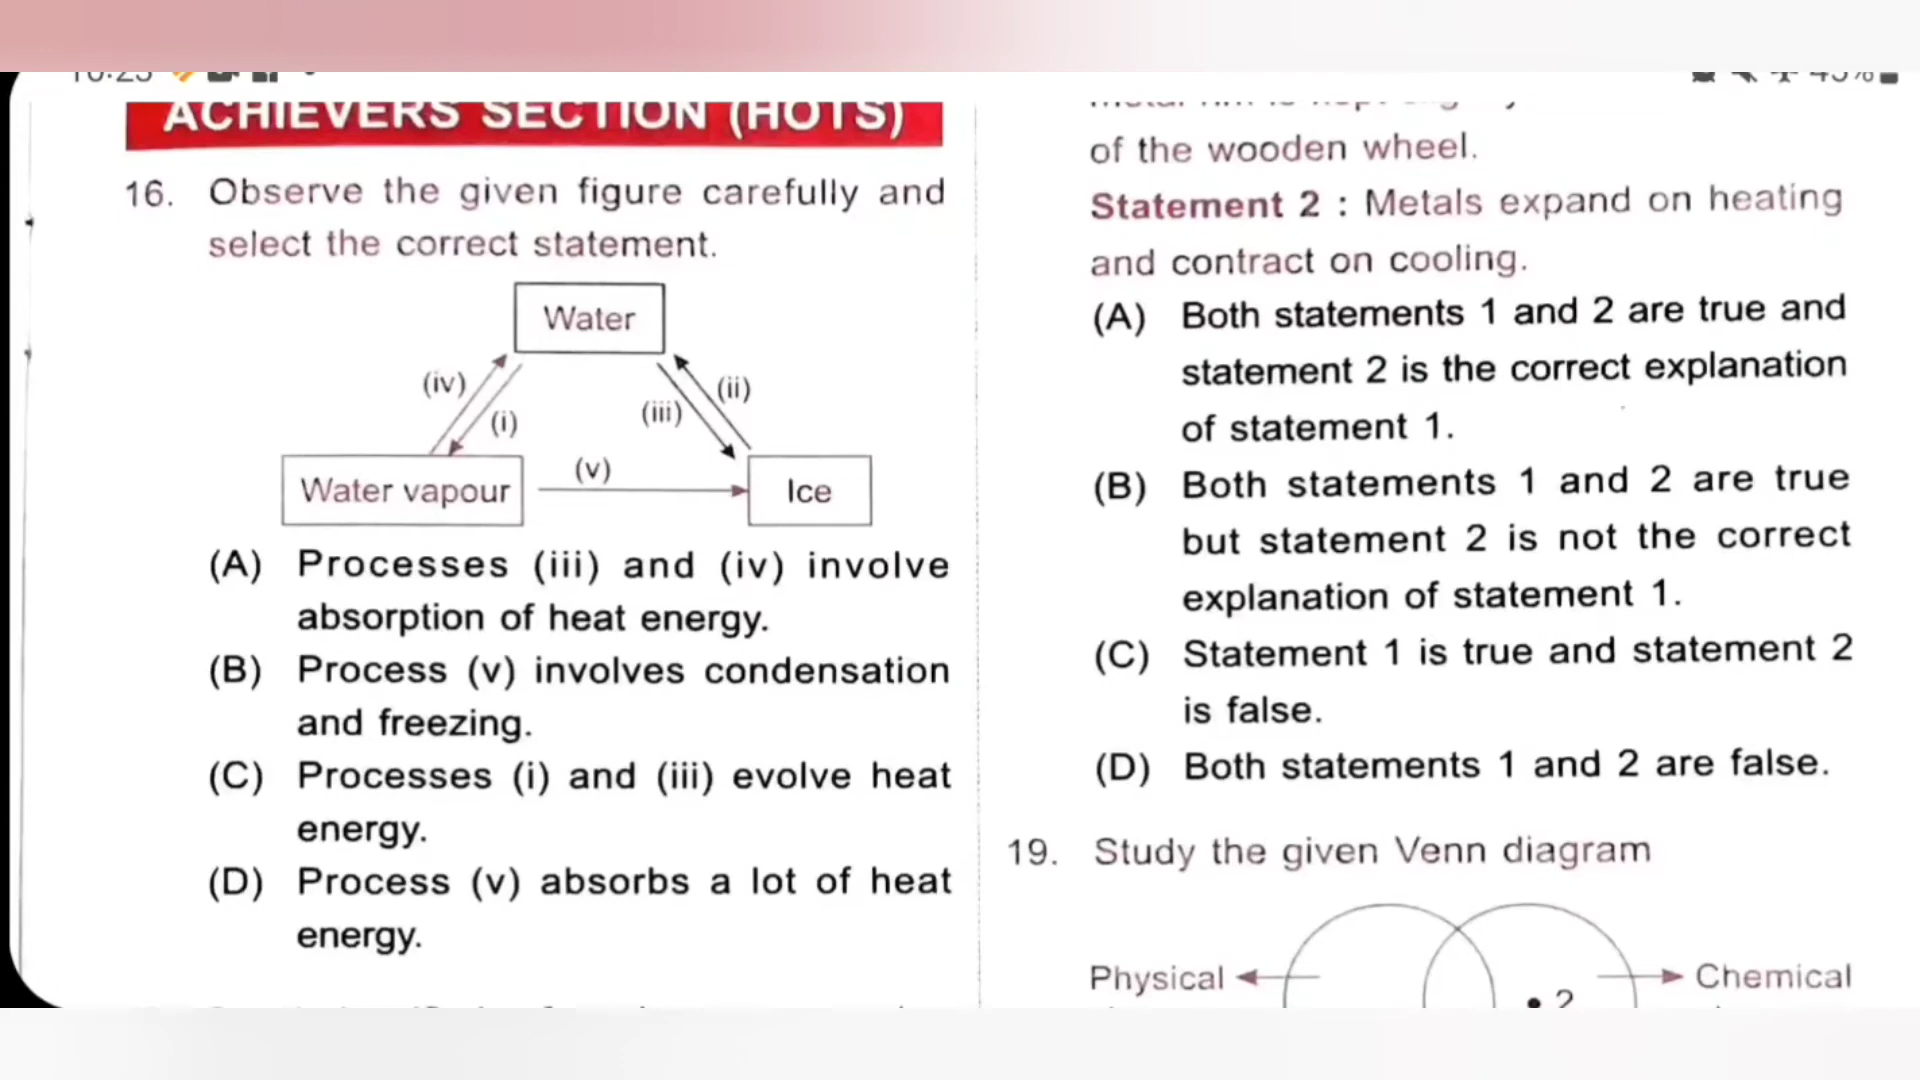 ACHIEVERS SECTION (HOTS)
16. Observe the given figure carefully and
select the correct statement.
Water
(iv)
(ii)
(i)
(iii)
(v)
Water vapour
Ice
(A) Processes (iii) and (iv) involve
absorption of heat energy.
(B) Process (v) involves condensation
and freezing.
(C) Processes (i) and (iii) evolve heat
energy.
(D) Process (v) absorbs a lot of heat
energy.
of the wooden wheel.
Statement 2 : Metals expand on heating
and contract on cooling.
(A) Both statements 1 and 2 are true and
statement 2 is the correct explanation
of statement 1.
(B) Both statements 1 and 2 are true
but statement 2 is not the correct
explanation of statement 1.
(C) Statement 1 is true and statement 2
is false.
(D) Both statements 1 and 2 are false.
19. Study the given Venn diagram
Physical
Chemical
2